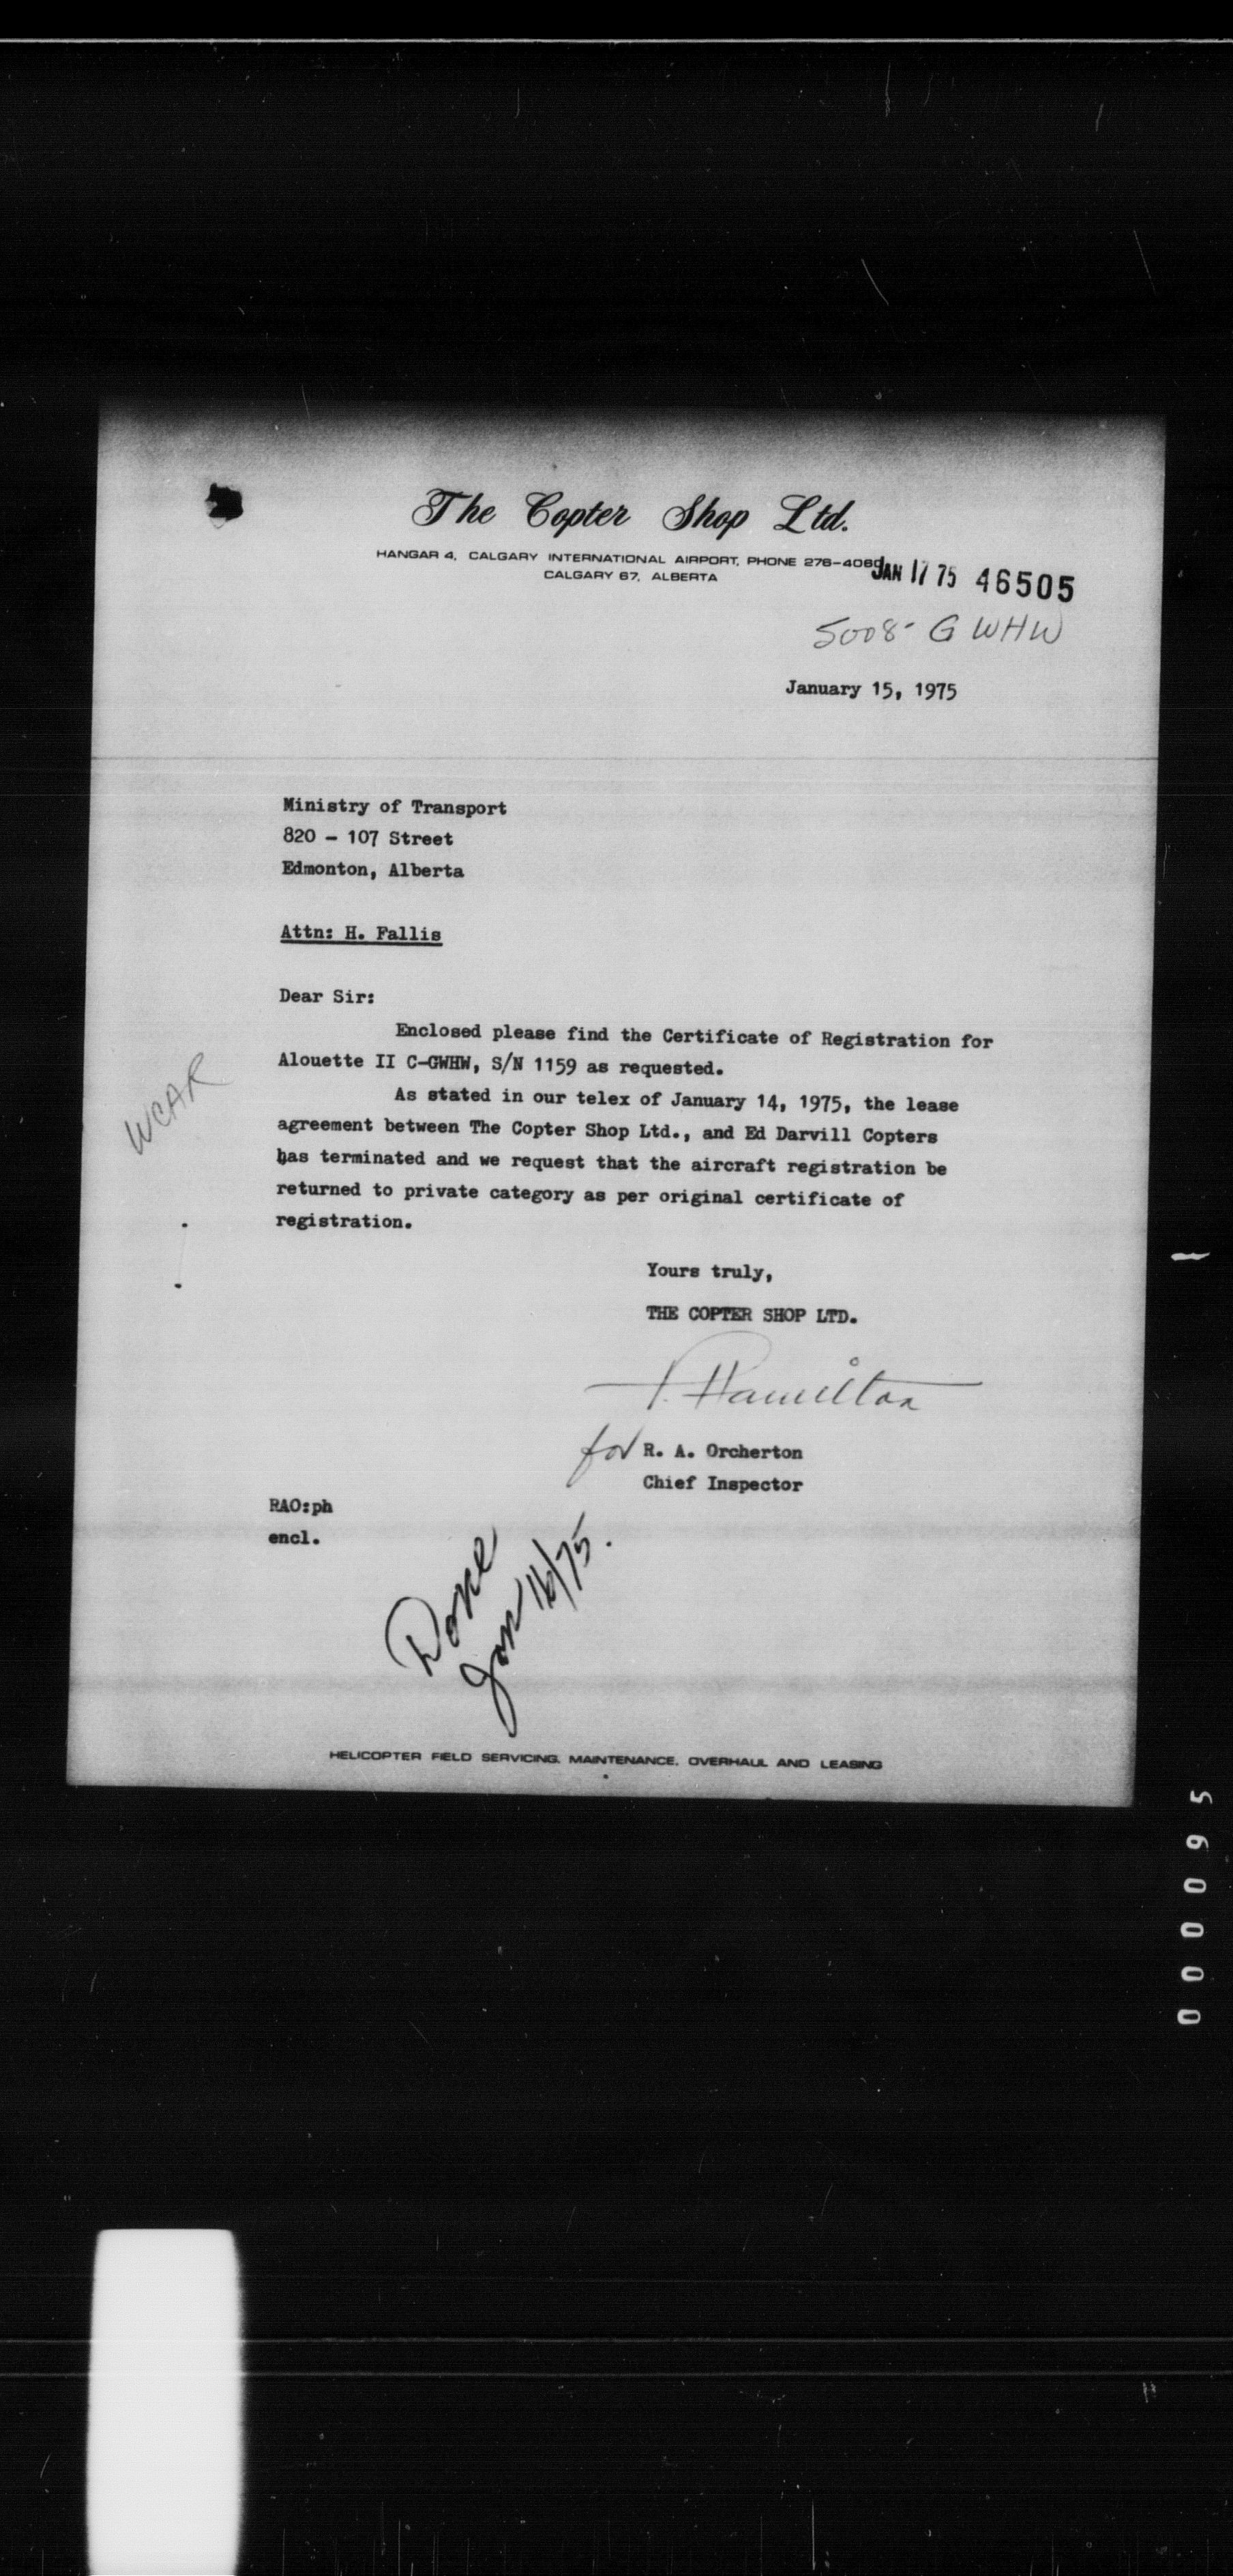 The Copter Shop Ltd.
HANGAR 4, CALGARY INTERNATIONAL AIRPORT, PHONE 276-4060
CALGARY 67, ALBERTA
JAN 17 75 46505
5008- GWHW
January 15, 1975
Ministry of Transport
820 - 107 Street
Edmonton, Alberta
Attn: H. Fallis
Dear Sir:
Enclosed please find the Certificate of Registration for
Alouette II C-GWHW, S/N 1159 as requested.
As stated in our telex of January 14, 1975, the lease
agreement between The Copter Shop Ltd., and Ed Darvill Copters
has terminated and we request that the aircraft registration be
returned to private category as per original certificate of
registration.
WCAR
Yours truly,
THE COPTER SHOP LTD.
P. Hamilton
for R. A. Orcherton
Chief Inspector
RAO:ph
encl.
Done
Jan 16/75.
HELICOPTER FIELD SERVICING, MAINTENANCE, OVERHAUL AND LEASING
000095